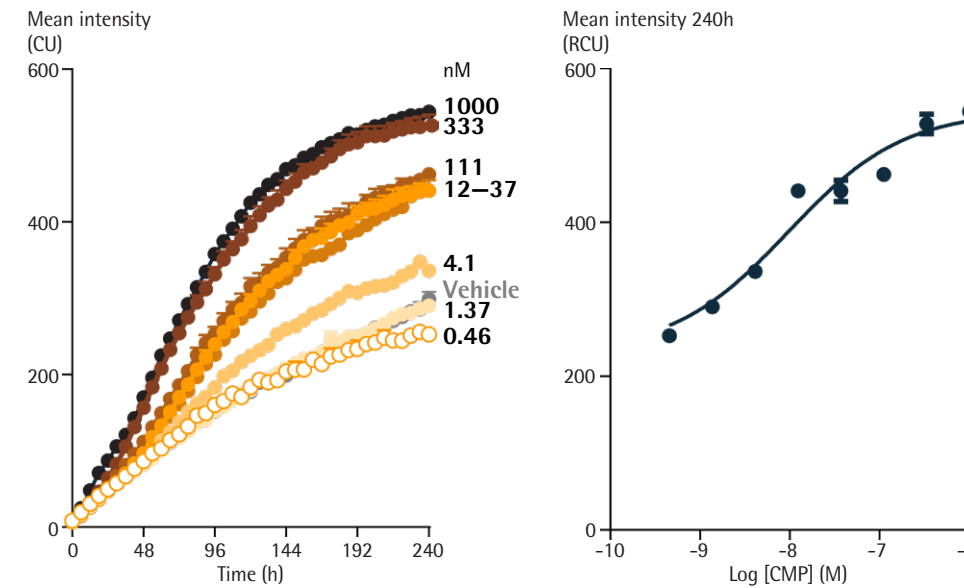 Mean intensity
(CU)
600
400
200
0
0 48 96 144 192 240
Time (h)
nM
1000
333
111
12–37
4.1
Vehicle
1.37
0.46
Mean intensity 240h
(RCU)
600
400
200
0
-10 -9 -8 -7
Log [CMP] (M)